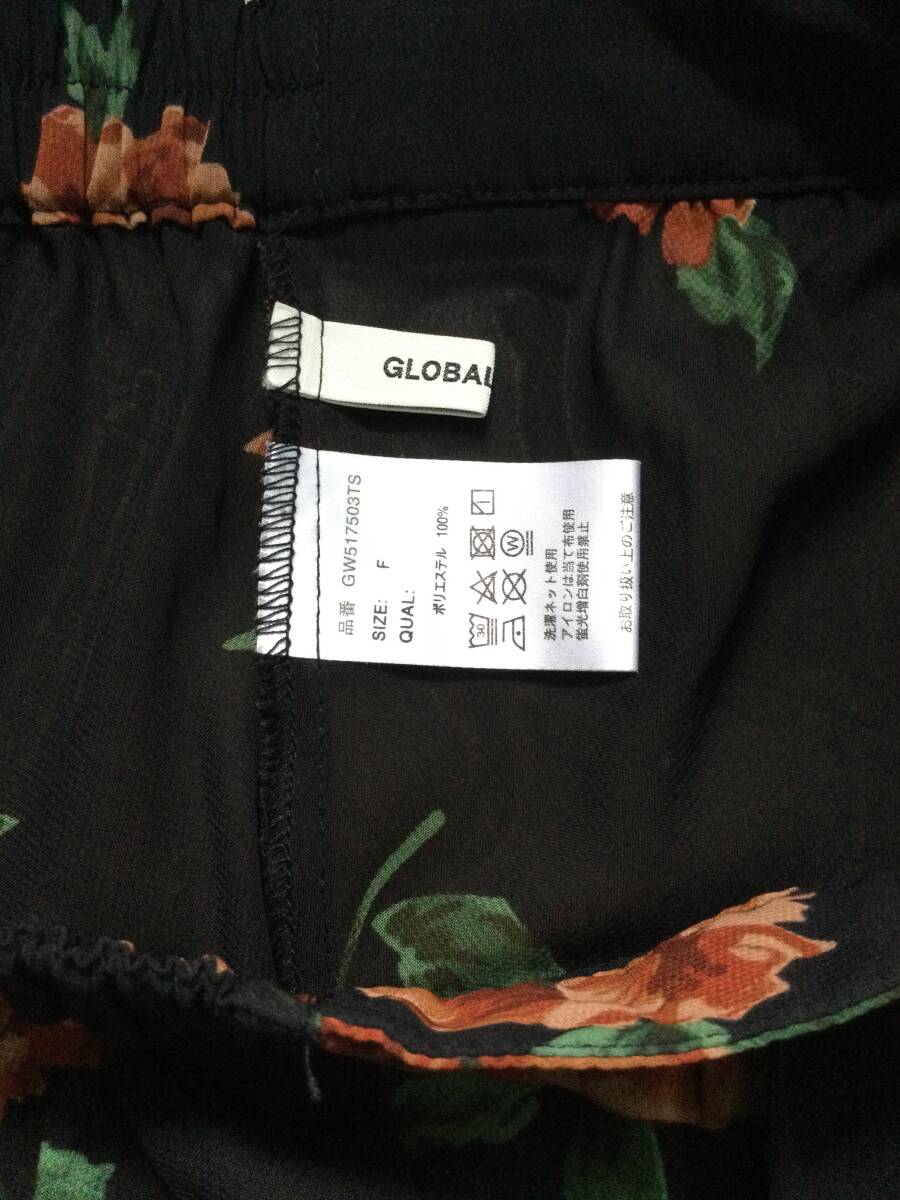 GLOBAL
品番 GW517503TS
SIZE: F
QUAL:
ポリエステル 100%
30
W
洗濯ネット使用
アイロンは当て布使用
蛍光増白剤使用禁止
お取り扱い上のご注意